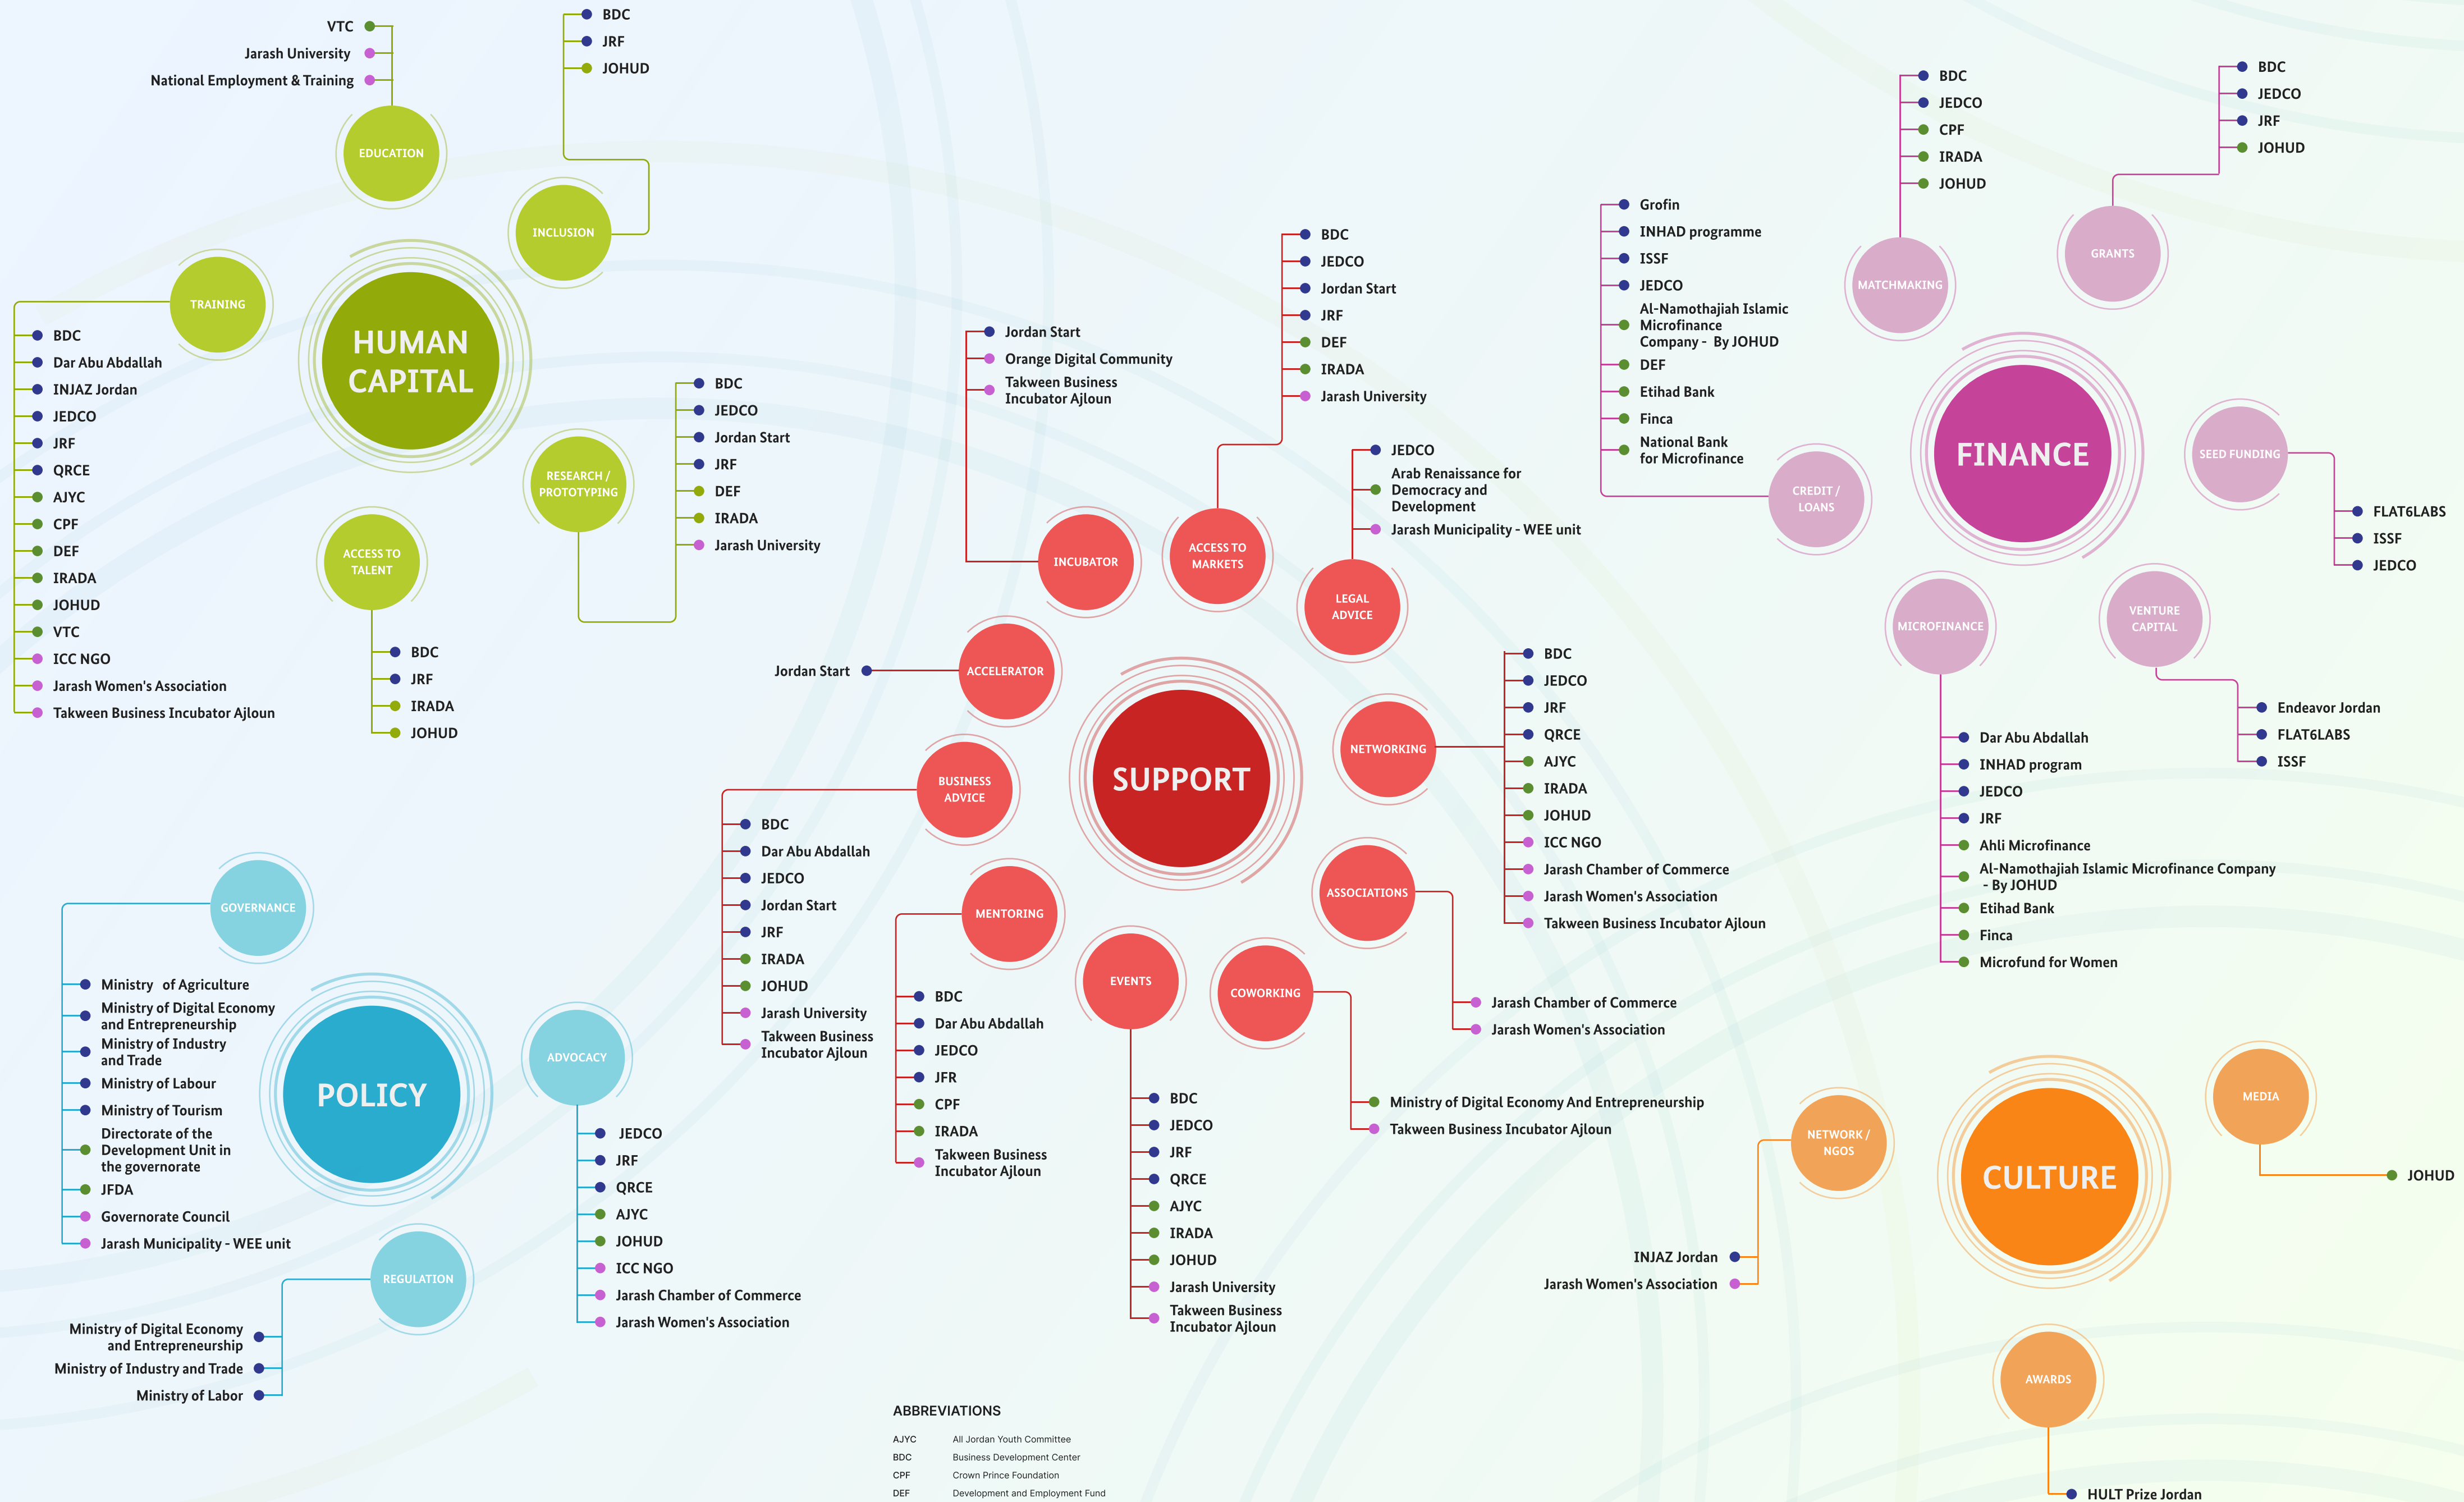 VTC
Jarash University
National Employment & Training
EDUCATION
BDC
JRF
JOHUD
INCLUSION
TRAINING
BDC
Dar Abu Abdallah
INJAZ Jordan
JEDCO
JRF
QRCE
AJYC
CPF
DEF
IRADA
JOHUD
VTC
ICC NGO
Jarash Women's Association
Takween Business Incubator Ajloun
HUMAN
CAPITAL
RESEARCH /
PROTOTYPING
BDC
JEDCO
Jordan Start
JRF
DEF
IRADA
Jarash University
ACCESS TO
TALENT
BDC
JRF
IRADA
JOHUD
Jordan Start
Orange Digital Community
Takween Business
Incubator Ajloun
INCUBATOR
BDC
JEDCO
Jordan Start
JRF
DEF
IRADA
Jarash University
ACCESS TO
MARKETS
JEDCO
Arab Renaissance for
Democracy and
Development
Jarash Municipality - WEE unit
LEGAL
ADVICE
Jordan Start
ACCELERATOR
SUPPORT
NETWORKING
BDC
JEDCO
JRF
QRCE
AJYC
IRADA
JOHUD
ICC NGO
Jarash Chamber of Commerce
Jarash Women's Association
Takween Business Incubator Ajloun
BUSINESS
ADVICE
BDC
Dar Abu Abdallah
JEDCO
Jordan Start
JRF
IRADA
JOHUD
Jarash University
Takween Business
Incubator Ajloun
MENTORING
BDC
Dar Abu Abdallah
JEDCO
JFR
CPF
IRADA
Takween Business
Incubator Ajloun
EVENTS
BDC
JEDCO
JRF
QRCE
AJYC
IRADA
JOHUD
Jarash University
Takween Business
Incubator Ajloun
COWORKING
Ministry of Digital Economy And Entrepreneurship
Takween Business Incubator Ajloun
ASSOCIATIONS
Jarash Chamber of Commerce
Jarash Women's Association
Grofin
INHAD programme
ISSF
JEDCO
Al-Namothajiah Islamic
Microfinance
Company - By JOHUD
DEF
Etihad Bank
Finca
National Bank
for Microfinance
CREDIT /
LOANS
BDC
JEDCO
CPF
IRADA
JOHUD
MATCHMAKING
BDC
JEDCO
JRF
JOHUD
GRANTS
FINANCE
SEED FUNDING
FLAT6LABS
ISSF
JEDCO
MICROFINANCE
Dar Abu Abdallah
INHAD program
JEDCO
JRF
Ahli Microfinance
Al-Namothajiah Islamic Microfinance Company
- By JOHUD
Etihad Bank
Finca
Microfund for Women
VENTURE
CAPITAL
Endeavor Jordan
FLAT6LABS
ISSF
GOVERNANCE
Ministry of Agriculture
Ministry of Digital Economy
and Entrepreneurship
Ministry of Industry
and Trade
Ministry of Labour
Ministry of Tourism
Directorate of the
Development Unit in
the governorate
JFDA
Governorate Council
Jarash Municipality - WEE unit
POLICY
ADVOCACY
JEDCO
JRF
QRCE
AJYC
JOHUD
ICC NGO
Jarash Chamber of Commerce
Jarash Women's Association
REGULATION
Ministry of Digital Economy
and Entrepreneurship
Ministry of Industry and Trade
Ministry of Labor
NETWORK /
NGOS
INJAZ Jordan
Jarash Women's Association
CULTURE
MEDIA
JOHUD
AWARDS
HULT Prize Jordan
ABBREVIATIONS
AJYC All Jordan Youth Committee
BDC Business Development Center
CPF Crown Prince Foundation
DEF Development and Employment Fund